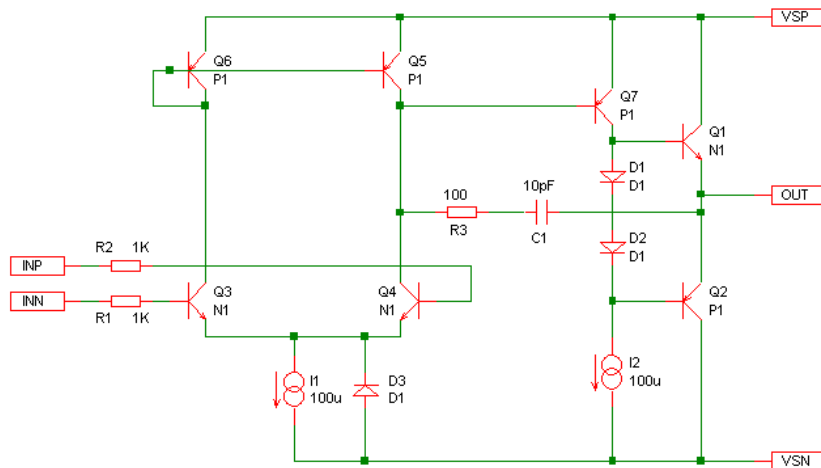 VSP
Q6
P1
Q5
P1
Q7
P1
Q1
N1
D1
D1
100
R3
10pF
C1
OUT
D2
D1
R2 1K
INP
INN
R1 1K
Q3
N1
Q4
N1
Q2
P1
I1
100u
D3
D1
I2
100u
VSN